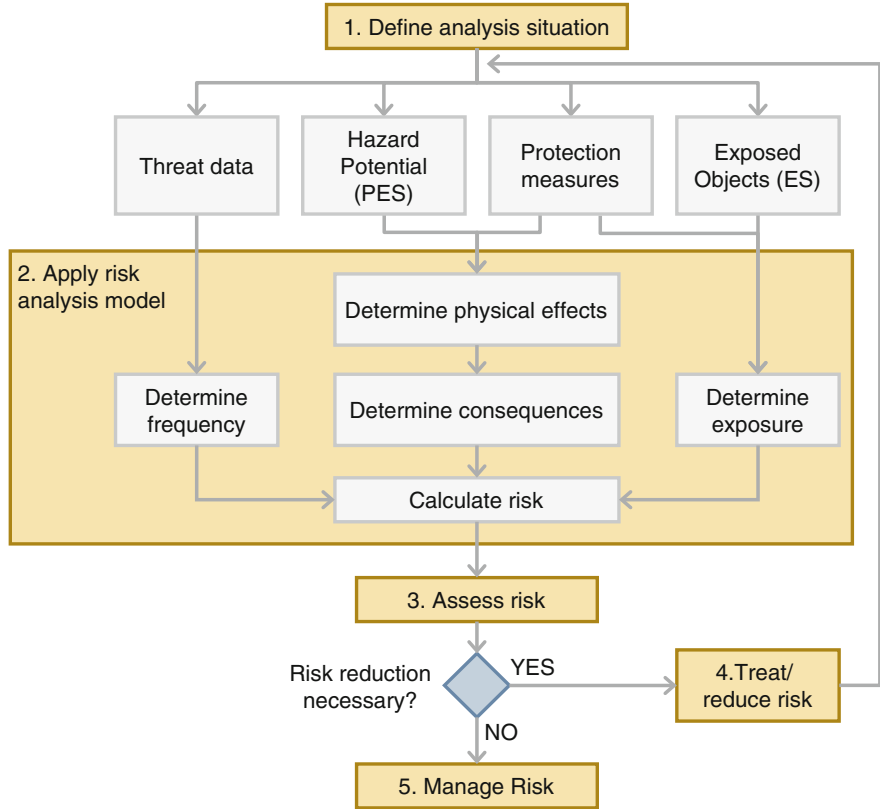 1. Define analysis situation
Threat data
Hazard
Potential
(PES)
Protection
measures
Exposed
Objects (ES)
2. Apply risk
analysis model
Determine physical effects
Determine
frequency
Determine consequences
Determine
exposure
Calculate risk
3. Assess risk
Risk reduction
necessary?
YES
4.Treat/
reduce risk
NO
5. Manage Risk